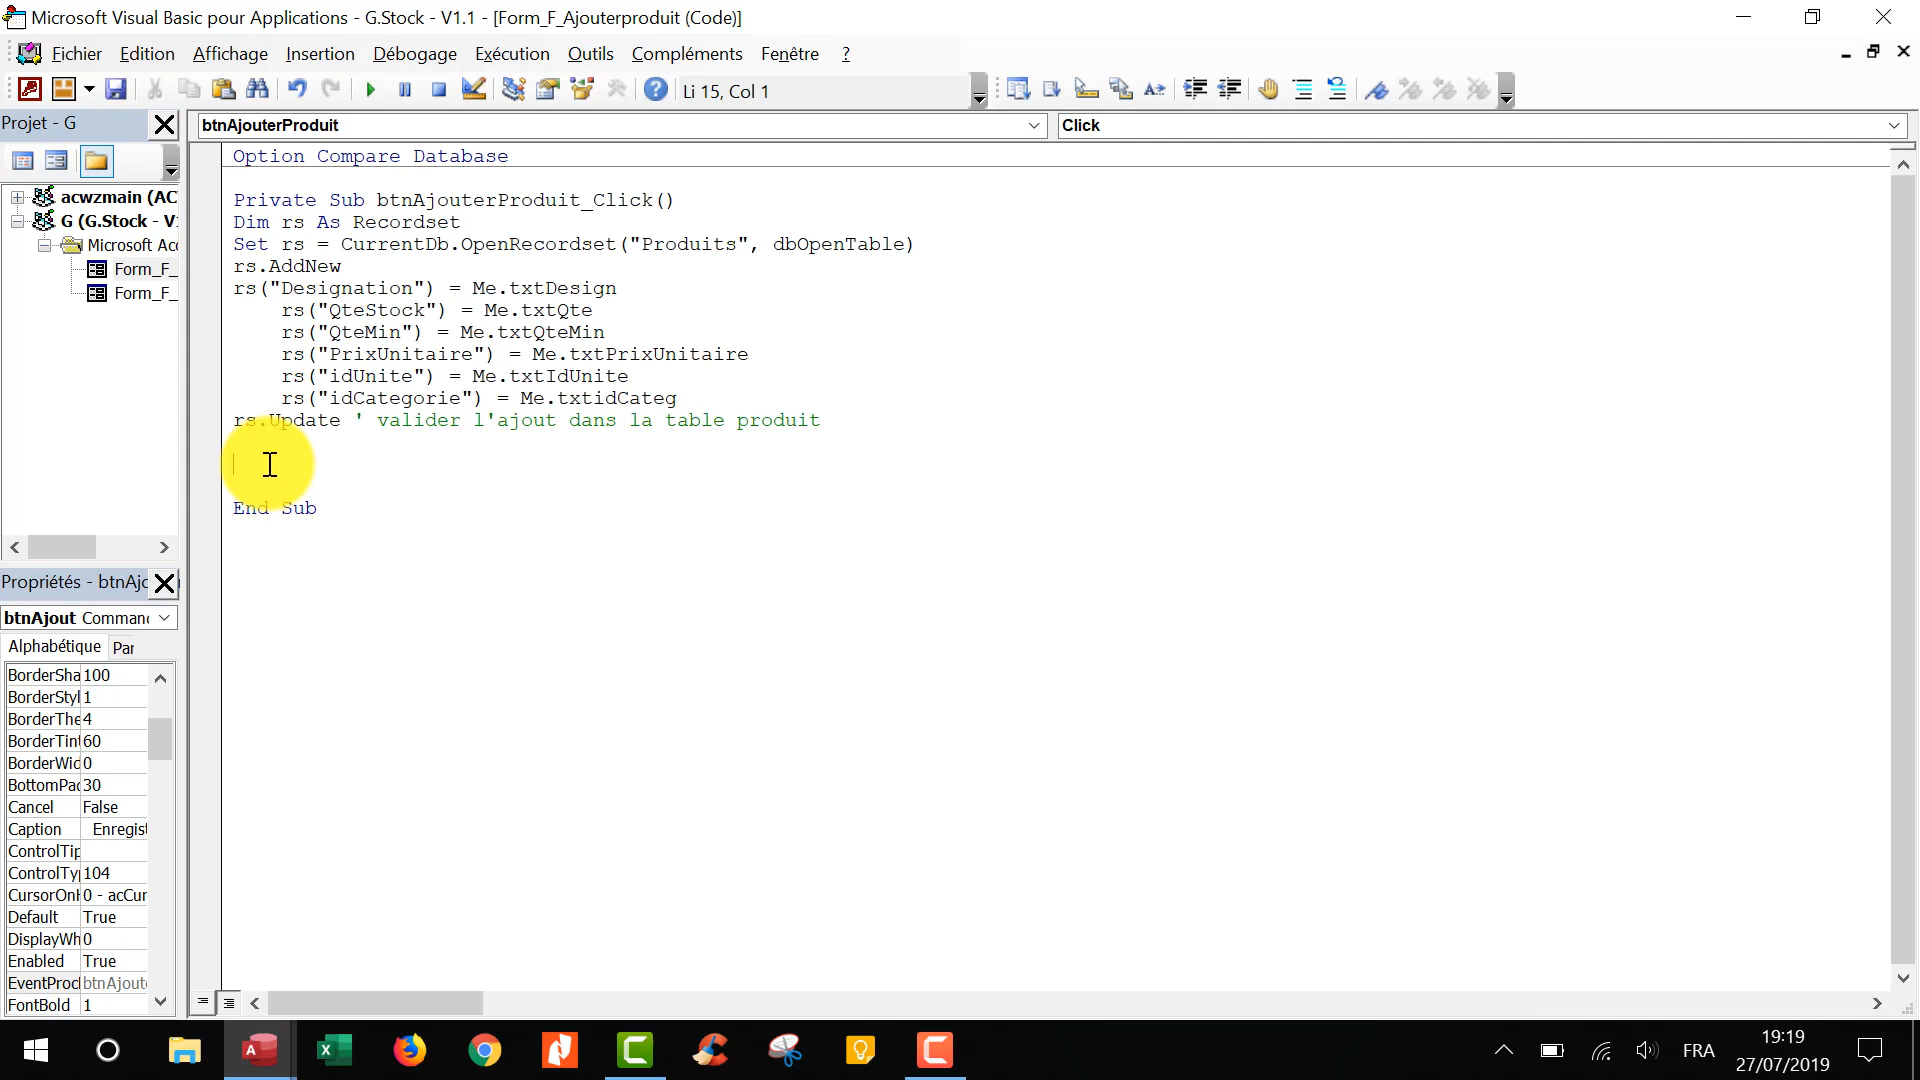 Microsoft Visual Basic pour Applications - G.Stock - V1.1 - [Form_F_Ajouterproduit (Code)]
Fichier Edition Affichage Insertion Débogage Exécution Outils Compléments Fenêtre ?
Li 15, Col 1
Projet - G
btnAjouterProduit
Click
acwzmain (AC
G (G.Stock - V
Microsoft Acc
Form_F_
Form_F_
Option Compare Database
Private Sub btnAjouterProduit_Click()
Dim rs As Recordset
Set rs = CurrentDb.OpenRecordset("Produits", dbOpenTable)
rs.AddNew
rs("Designation") = Me.txtDesign
rs("QteStock") = Me.txtQte
rs("QteMin") = Me.txtQteMin
rs("PrixUnitaire") = Me.txtPrixUnitaire
rs("idUnite") = Me.txtIdUnite
rs("idCategorie") = Me.txtidCateg
rs.Update ' valider l'ajout dans la table produit
End Sub
Propriétés - btnAjo
btnAjout Comman
Alphabétique Par
BorderSha 100
BorderStyl 1
BorderThe 4
BorderTint 60
BorderWid 0
BottomPad 30
Cancel False
Caption Enregist
ControlTip
ControlTy 104
CursorOnH 0 - acCur
Default True
DisplayWh 0
Enabled True
EventProc btnAjout
FontBold 1
FRA
19:19
27/07/2019